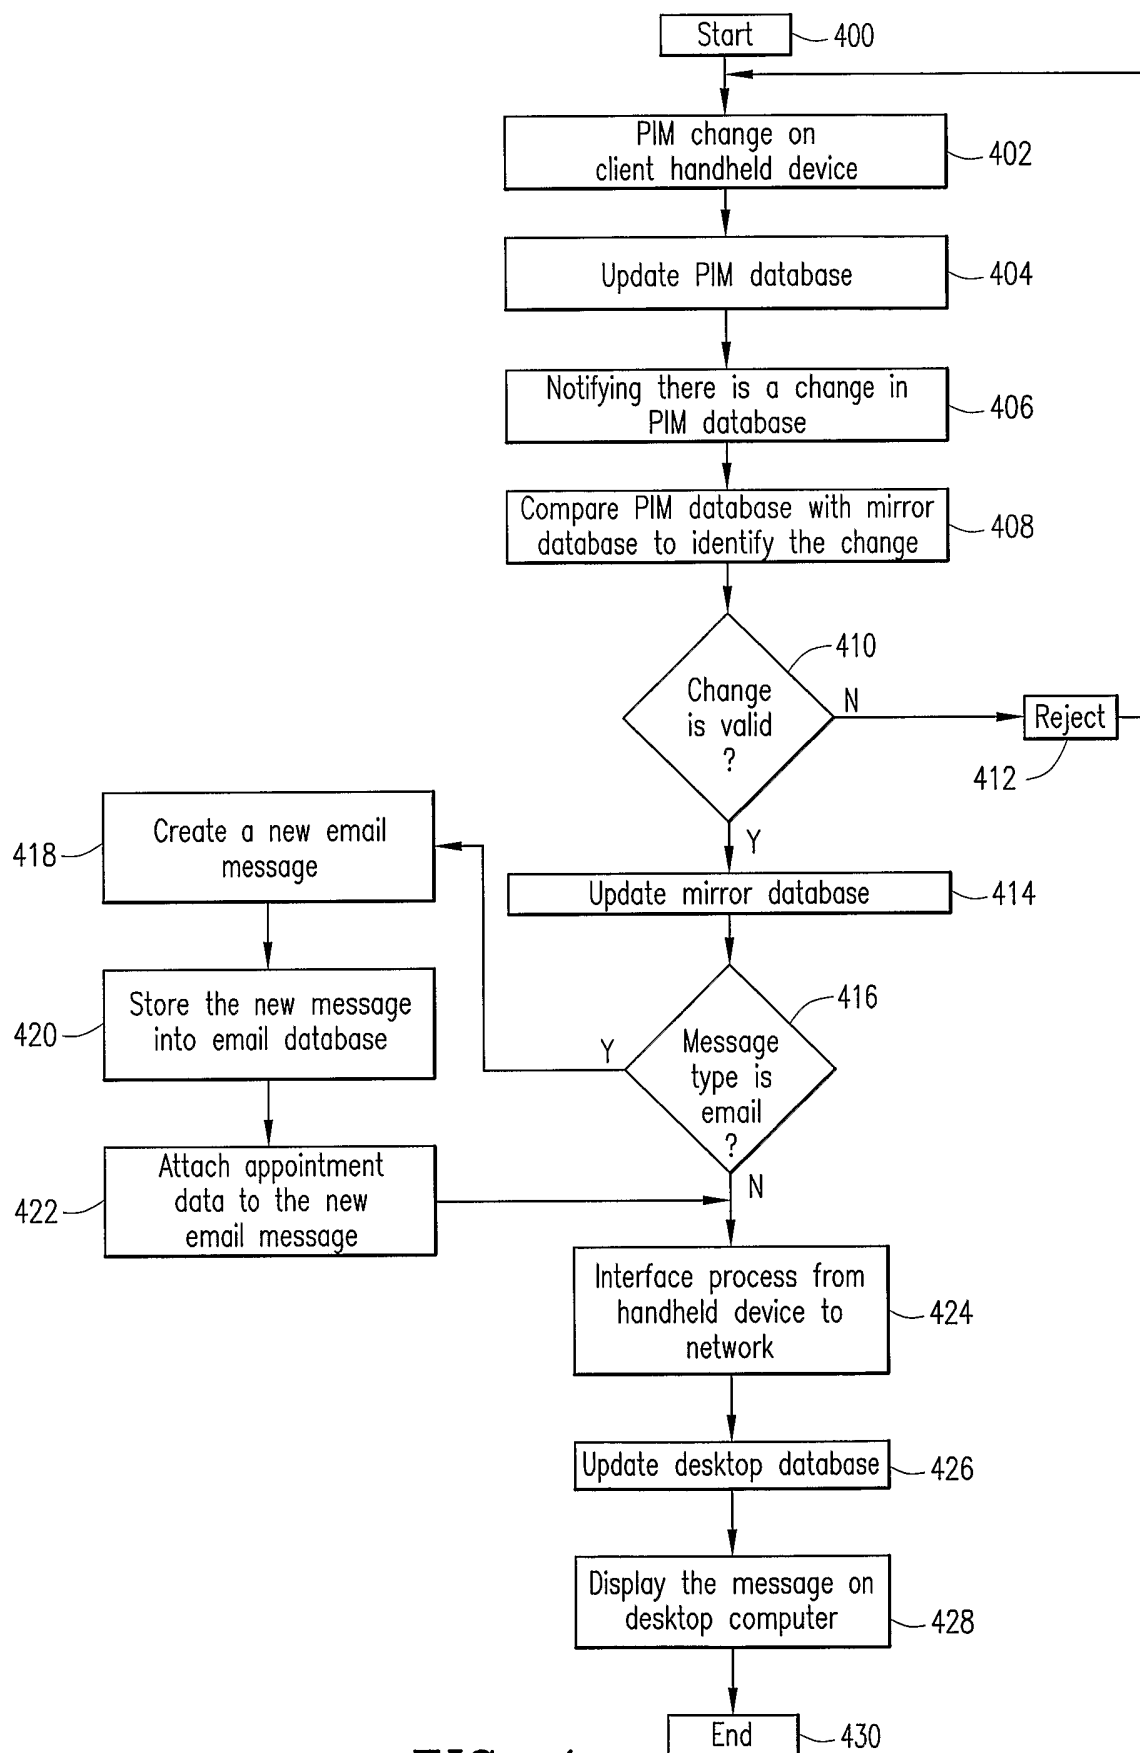 Start
400
PIM change on
client handheld device
402
Update PIM database
404
Notifying there is a change in
PIM database
406
Compare PIM database with mirror
database to identify the change
408
Change
is valid
?
410
N
Reject
412
Y
Update mirror database
414
Message
type is
email
?
416
Y
N
Create a new email
message
418
Store the new message
into email database
420
Attach appointment
data to the new
email message
422
Interface process from
handheld device to
network
424
Update desktop database
426
Display the message on
desktop computer
428
End
430